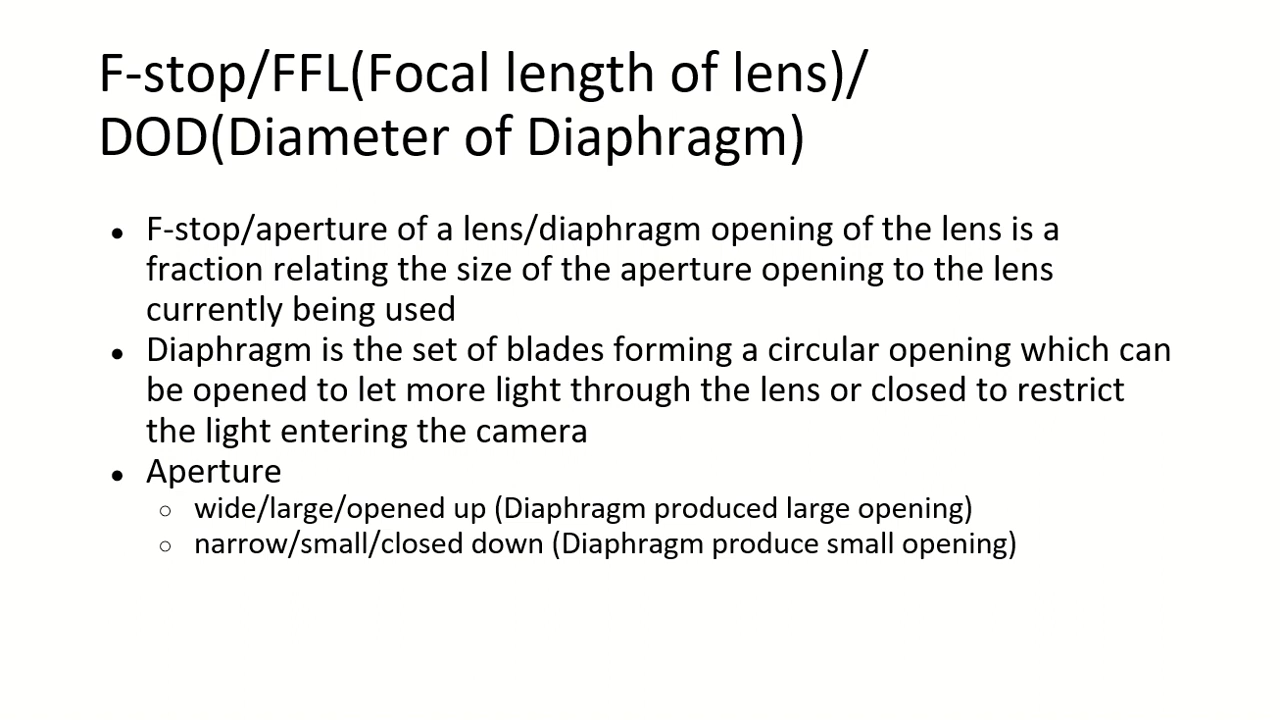 F-stop/FFL(Focal length of lens)/
DOD(Diameter of Diaphragm)
● F-stop/aperture of a lens/diaphragm opening of the lens is a
fraction relating the size of the aperture opening to the lens
currently being used
● Diaphragm is the set of blades forming a circular opening which can
be opened to let more light through the lens or closed to restrict
the light entering the camera
● Aperture
○ wide/large/opened up (Diaphragm produced large opening)
○ narrow/small/closed down (Diaphragm produce small opening)